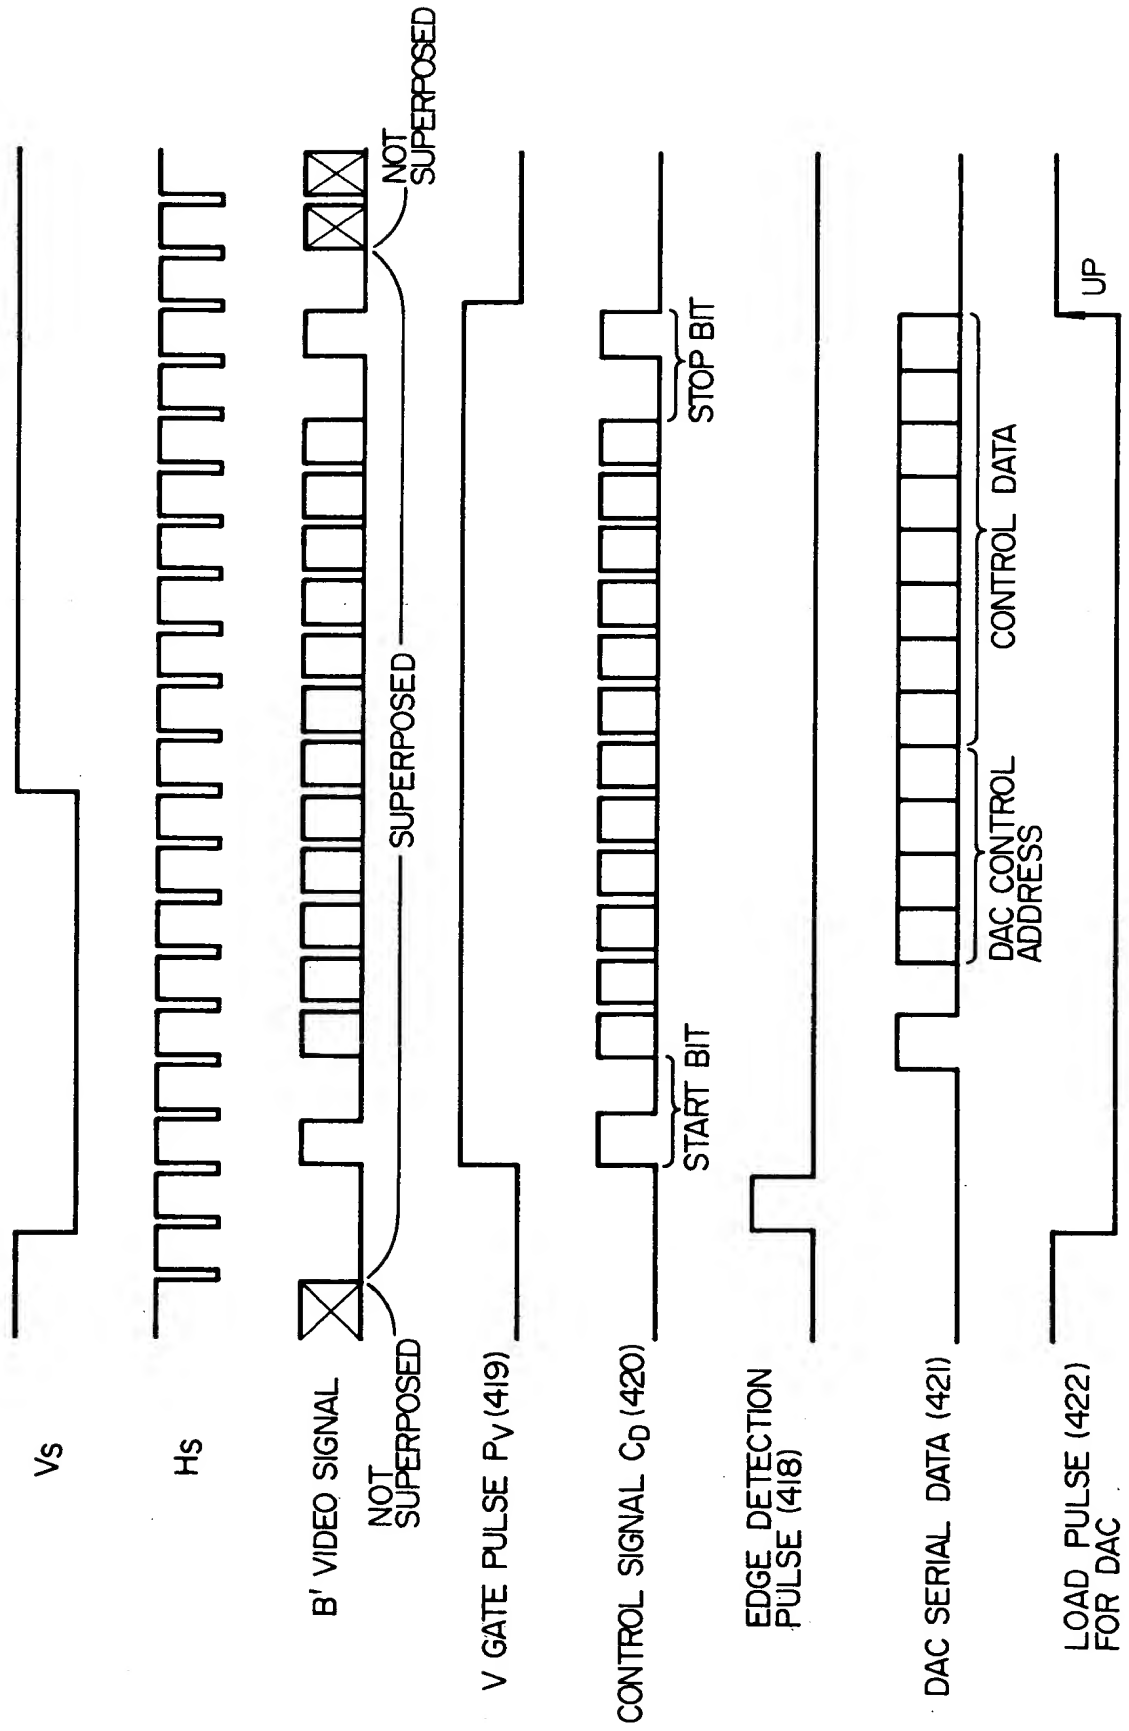 Vs
Hs
B' VIDEO SIGNAL
NOT
SUPERPOSED
SUPERPOSED
NOT
SUPERPOSED
V GATE PULSE PV (419)
CONTROL SIGNAL CD (420)
START BIT
STOP BIT
EDGE DETECTION
PULSE (418)
DAC SERIAL DATA (421)
DAC CONTROL
ADDRESS
CONTROL DATA
LOAD PULSE (422)
FOR DAC
UP